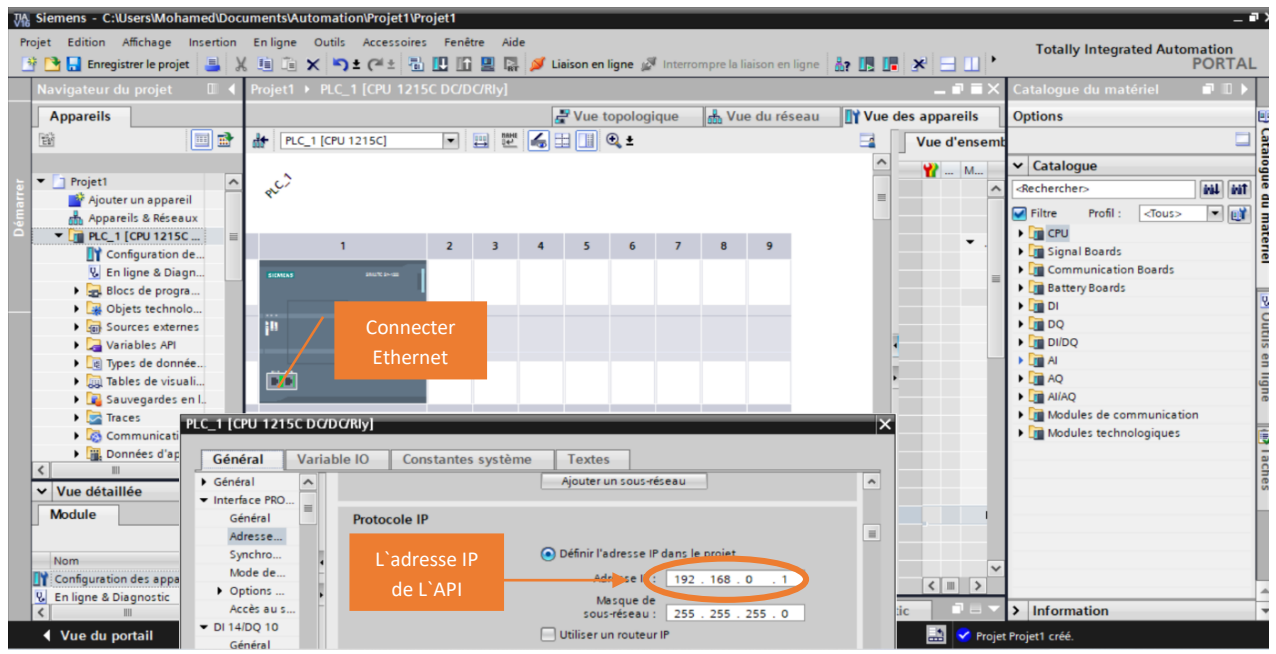 Siemens - C:\Users\Mohamed\Documents\Automation\Projet1\Projet1
Projet Edition Affichage Insertion En ligne Outils Accessoires Fenêtre Aide
Enregistrer le projet Liaison en ligne Interrompre la liaison en ligne
Totally Integrated Automation
PORTAL
Navigateur du projet
Appareils
Démarrer
Projet1
Ajouter un appareil
Appareils & Réseaux
PLC_1 [CPU 1215C ...
Configuration de...
En ligne & Diagn...
Blocs de progra...
Objets technolo...
Sources externes
Variables API
Types de donnée...
Tables de visuali...
Sauvegardes en l..
Traces
Communicati
Données d'ap
Vue détaillée
Module
Nom
Configuration des appa
En ligne & Diagnostic
Vue du portail
Projet1 ▸ PLC_1 [CPU 1215C DC/DC/Rly]
Vue topologique Vue du réseau Vue des appareils
PLC_1 [CPU 1215C]
Vue d'ensemb
... M...
PLC_1
1 2 3 4 5 6 7 8 9
SIEMENS
Connecter
Ethernet
PLC_1 [CPU 1215C DC/DC/Rly]
Général Variable IO Constantes système Textes
Général
Interface PRO...
Général
Adresse...
Synchro...
Mode de...
Options ...
Accès au s...
DI 14/DQ 10
Général
Ajouter un sous-réseau
Protocole IP
L`adresse IP
de L`API
Définir l'adresse IP dans le projet
192 . 168 . 0 . 1
Masque de
sous-réseau : 255 . 255 . 255 . 0
Utiliser un routeur IP
tic
Catalogue du matériel
Options
Catalogue
<Rechercher>
Filtre Profil : <Tous>
CPU
Signal Boards
Communication Boards
Battery Boards
DI
DQ
DI/DQ
AI
AQ
AI/AQ
Modules de communication
Modules technologiques
Information
Projet Projet1 créé.
Catalogue du matériel
Outils en ligne
Tâches